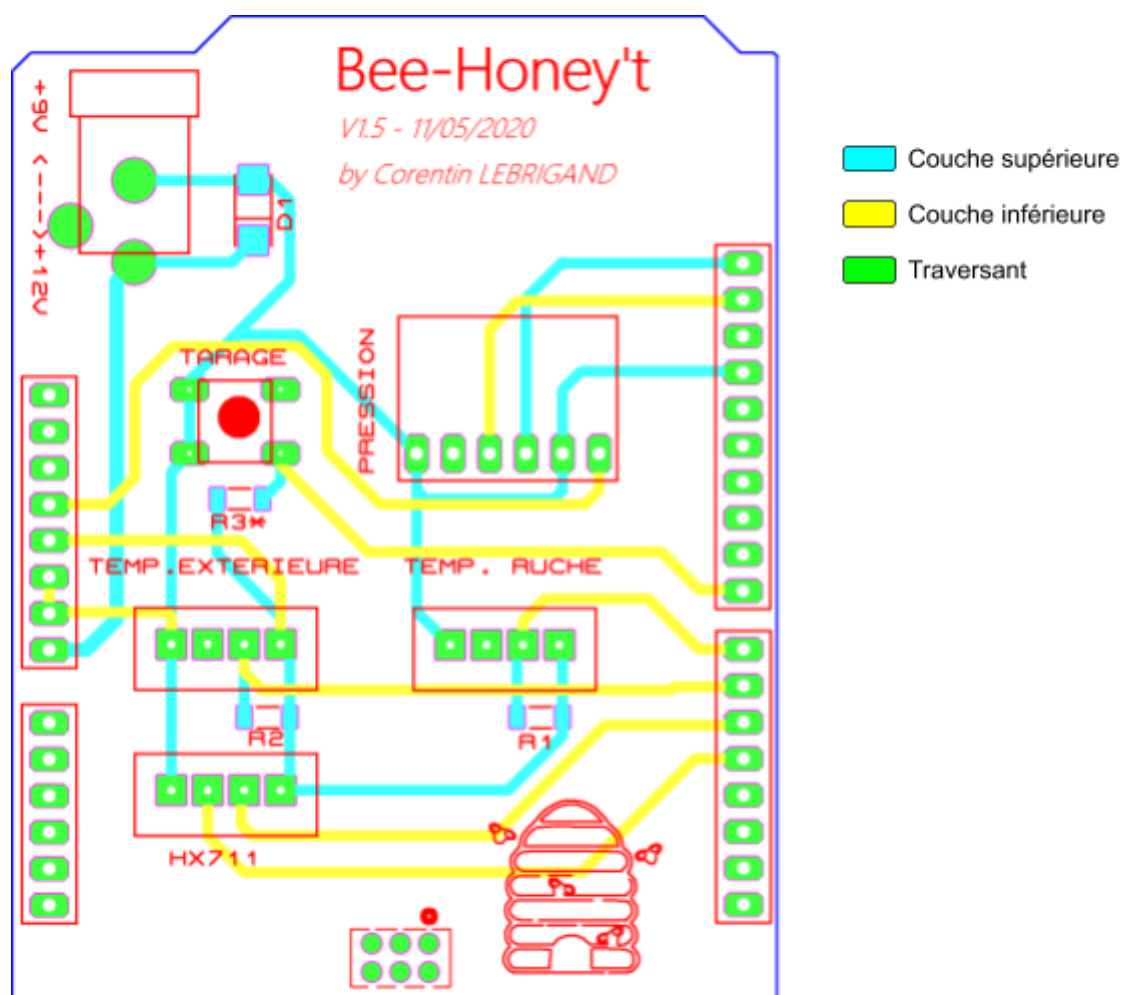 Bee-Honey't
V1.5 - 11/05/2020
by Corentin LEBRIGAND
+9V <---->+12V
D1
Couche supérieure
Couche inférieure
Traversant
TARAGE
PRESSION
R3*
TEMP.EXTERIEURE
TEMP. RUCHE
R2
R1
HX711